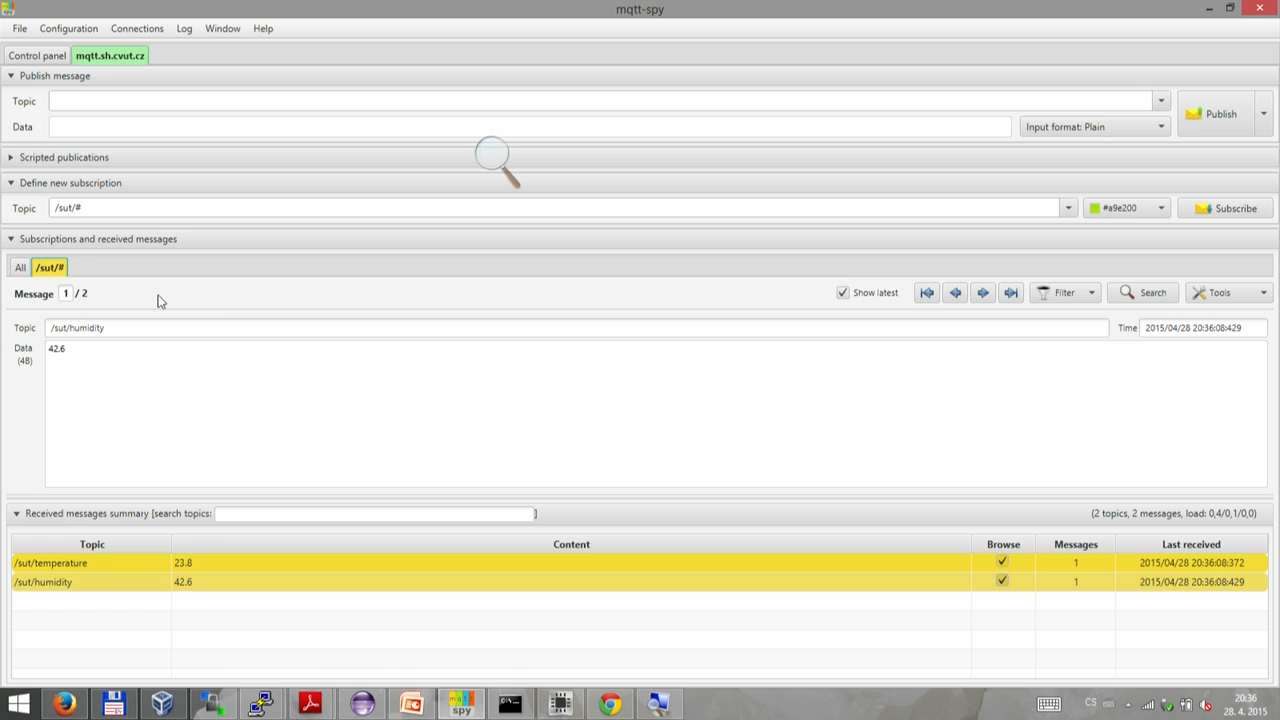 mqtt-spy
File Configuration Connections Log Window Help
Control panel mqtt.sh.cvut.cz
Publish message
Topic
Publish
Data Input format: Plain
Scripted publications
Define new subscription
Topic /sut/# #a9e200 Subscribe
Subscriptions and received messages
All /sut/#
Message 1 / 2 Show latest Filter Search Tools
Topic /sut/humidity Time 2015/04/28 20:36:08:429
Data 42.6
(4B)
Received messages summary [search topics: ] (2 topics, 2 messages, load: 0,4/0,1/0,0)
Topic Content Browse Messages Last received
/sut/temperature 23.8 1 2015/04/28 20:36:08:372
/sut/humidity 42.6 1 2015/04/28 20:36:08:429
mqtt
spy
CS
20:36
28. 4. 2015